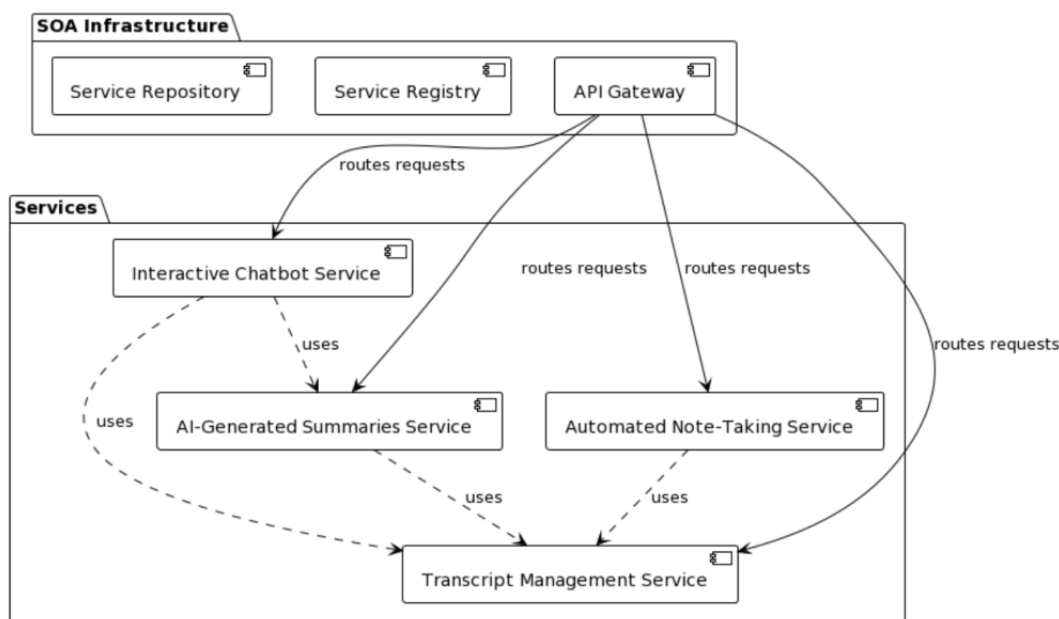 SOA Infrastructure
Service Repository
Service Registry
API Gateway
routes requests
Services
Interactive Chatbot Service
routes requests
routes requests
uses
routes requests
uses
AI-Generated Summaries Service
Automated Note-Taking Service
uses
uses
Transcript Management Service